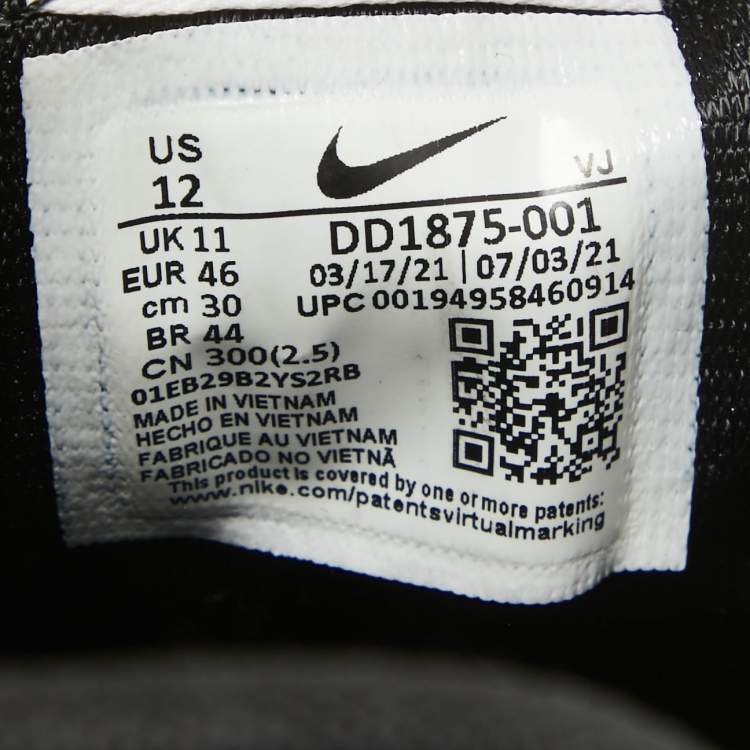 US
12
VJ
UK 11
EUR 46
cm 30
BR 44
CN 300(2.5)
DD1875-001
03/17/21 | 07/03/21
UPC 00194958460914
01EB29B2YS2RB
MADE IN VIETNAM
HECHO EN VIETNAM
FABRIQUE AU VIETNAM
FABRICADO NO VIETNÃ
This product is covered by one or more patents:
www.nike.com/patentsvirtualmarking